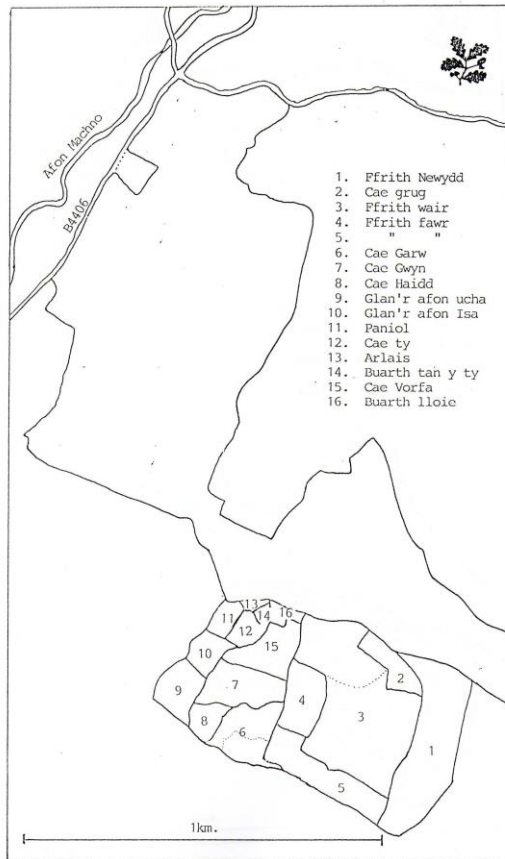 Afon Machno
B4406
1. Ffrith Newydd
2. Cae grug
3. Ffrith wair
4. Ffrith fawr
5. " "
6. Cae Garw
7. Cae Gwyn
8. Cae Haidd
9. Glan'r afon ucha
10. Glan'r afon Isa
11. Paniol
12. Cae ty
13. Arlais
14. Buarth tan y ty
15. Cae Vorfa
16. Buarth lloie
13
16
11
14
12
15
10
2
7
9
4
3
8
6
1
5
1km.